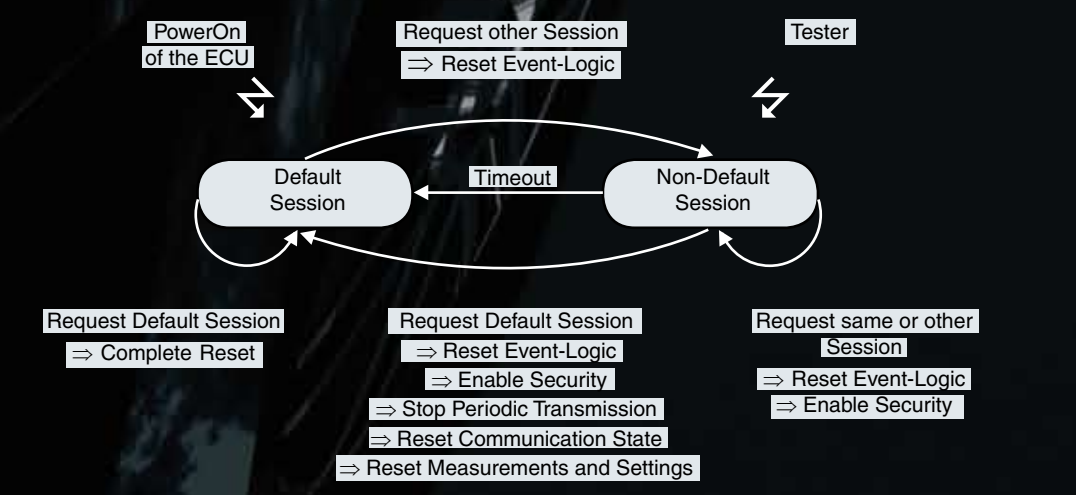 PowerOn
of the ECU
Request other Session
⇒ Reset Event-Logic
Tester
Default
Session
Timeout
Non-Default
Session
Request Default Session
⇒ Complete Reset
Request Default Session
⇒ Reset Event-Logic
⇒ Enable Security
⇒ Stop Periodic Transmission
⇒ Reset Communication State
⇒ Reset Measurements and Settings
Request same or other
Session
⇒ Reset Event-Logic
⇒ Enable Security